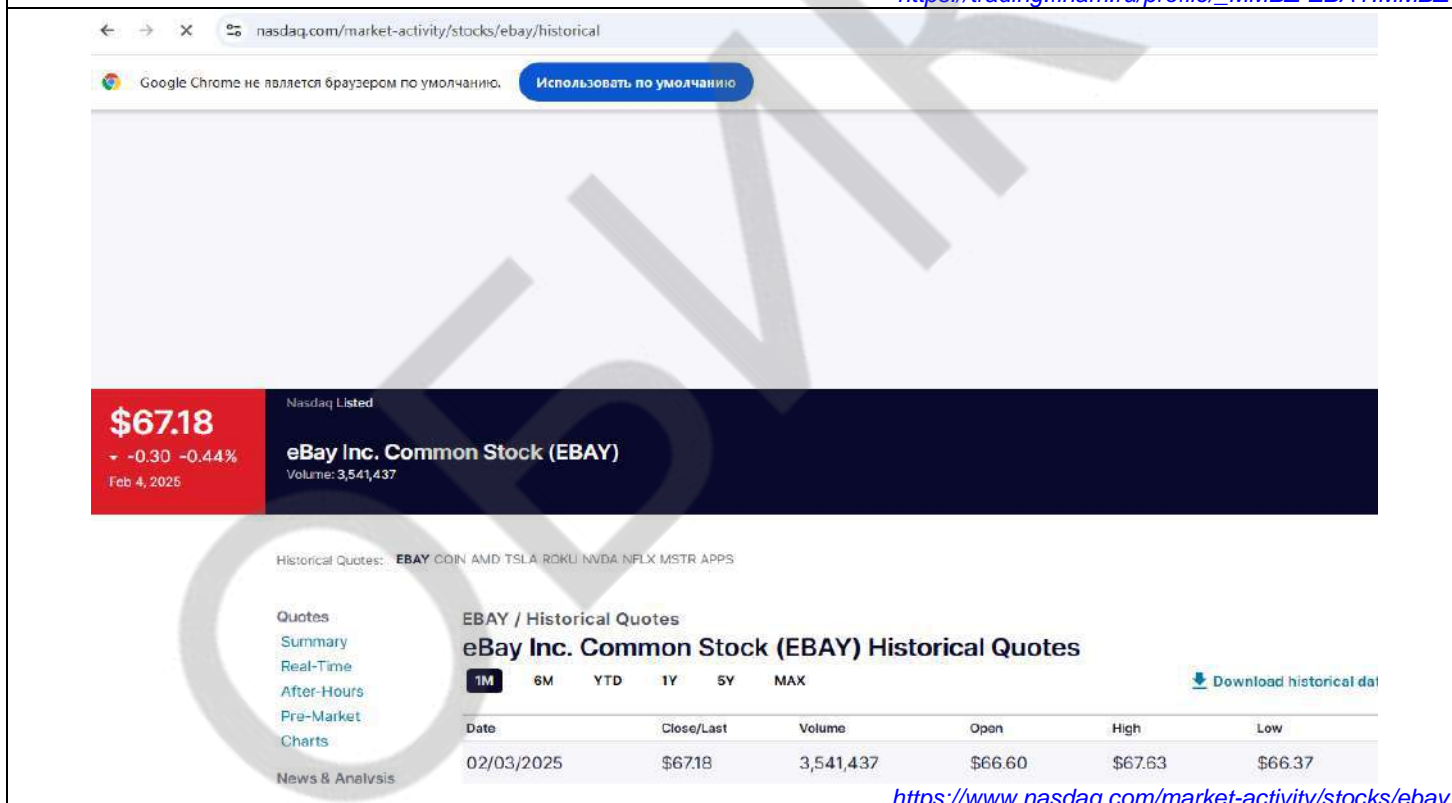 nasdaq.com/market-activity/stocks/ebay/historical
Google Chrome не является браузером по умолчанию. Использовать по умолчанию
$67.18
-0.30 -0.44%
Feb 4, 2025
Nasdaq Listed
eBay Inc. Common Stock (EBAY)
Volume: 3,541,437
Historical Quotes: EBAY COIN AMD TSLA ROKU NVDA NFLX MSTR APPS
Quotes
Summary
Real-Time
After-Hours
Pre-Market
Charts
News & Analysis
EBAY / Historical Quotes
eBay Inc. Common Stock (EBAY) Historical Quotes
1M 6M YTD 1Y 5Y MAX
Download historical dat
Date Close/Last Volume Open High Low
02/03/2025 $67.18 3,541,437 $66.60 $67.63 $66.37
https://www.nasdaq.com/market-activity/stocks/ebay
ОБИК